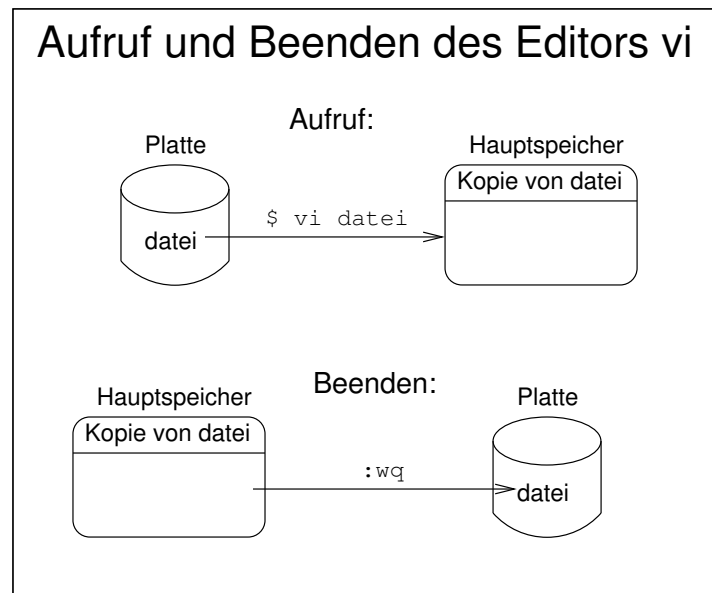 Aufruf und Beenden des Editors vi
Aufruf:
Platte
Hauptspeicher
Kopie von datei
$ vi datei
datei
Beenden:
Hauptspeicher
Platte
Kopie von datei
:wq
datei